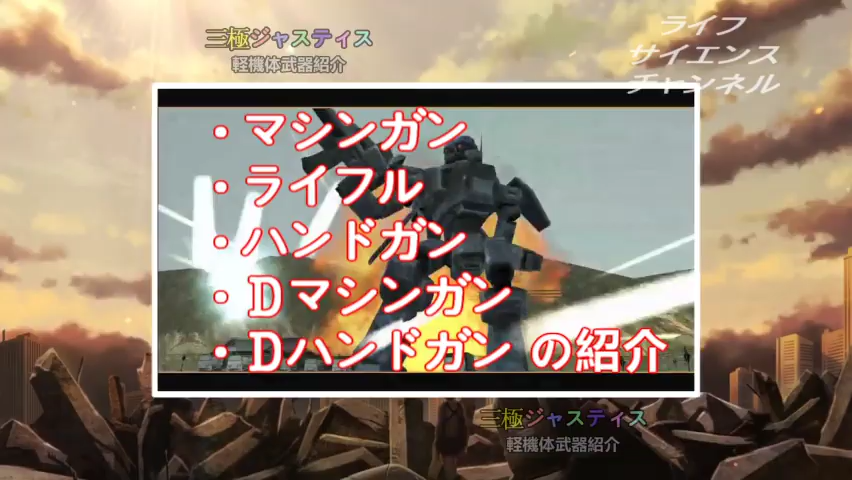 三極ジャスティス
軽機体武器紹介
ライフ
サイエンス
チャンネル
・マシンガン
・ライフル
・ハンドガン
・Dマシンガン
・Dハンドガン の紹介
三極ジャスティス
軽機体武器紹介